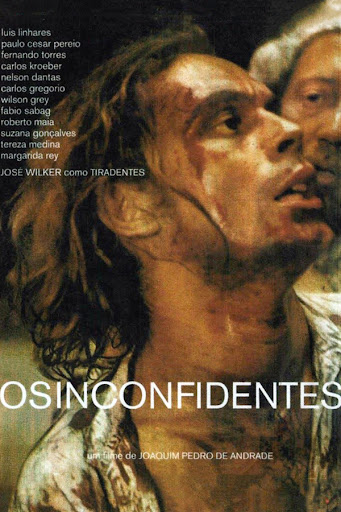 luis linhares
paulo cesar pereio
fernando torres
carlos kroeber
nelson dantas
carlos gregorio
wilson grey
fabio sabag
roberto maia
suzana gonçalves
tereza medina
margarida rey
JOSÉ WILKER como TIRADENTES
OSINCONFIDENTES
um filme de JOAQUIM PEDRO DE ANDRADE